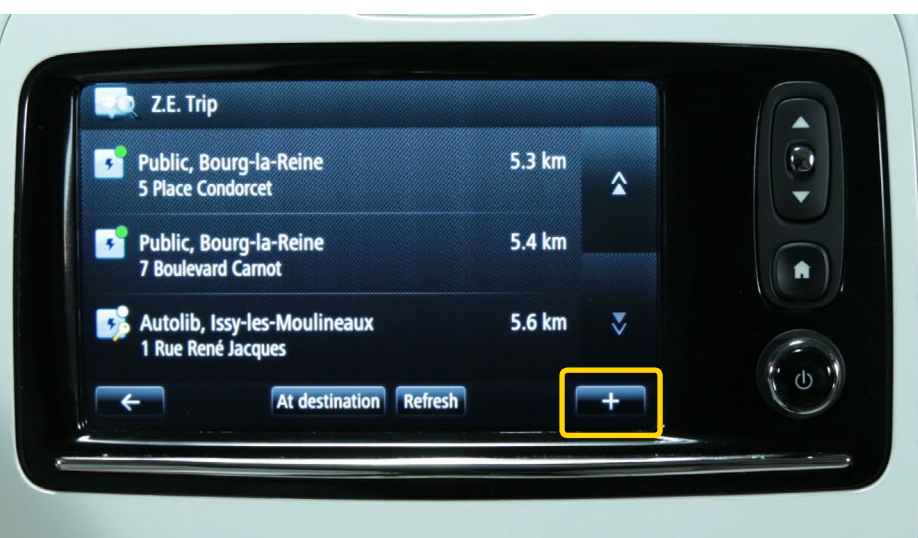 Z.E. Trip
Public, Bourg-la-Reine 5.3 km
5 Place Condorcet
Public, Bourg-la-Reine 5.4 km
7 Boulevard Carnot
Autolib, Issy-les-Moulineaux 5.6 km
1 Rue René Jacques
At destination Refresh +